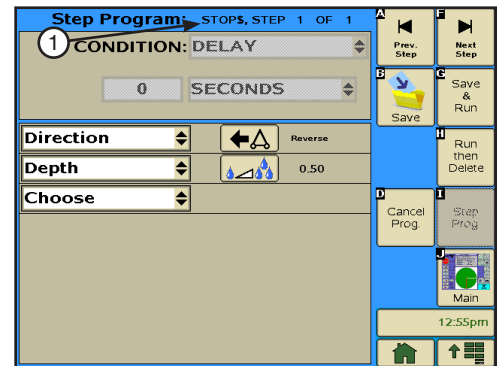 Step Program: STOP$, STEP 1 OF 1
1
CONDITION: DELAY
0 SECONDS
Direction Reverse
Depth 0.50
Choose
A
Prev.
Step
F
Next
Step
B
Save
G
Save
&
Run
H
Run
then
Delete
D
Cancel
Prog.
I
Step
Prog
J
Main
12:55pm